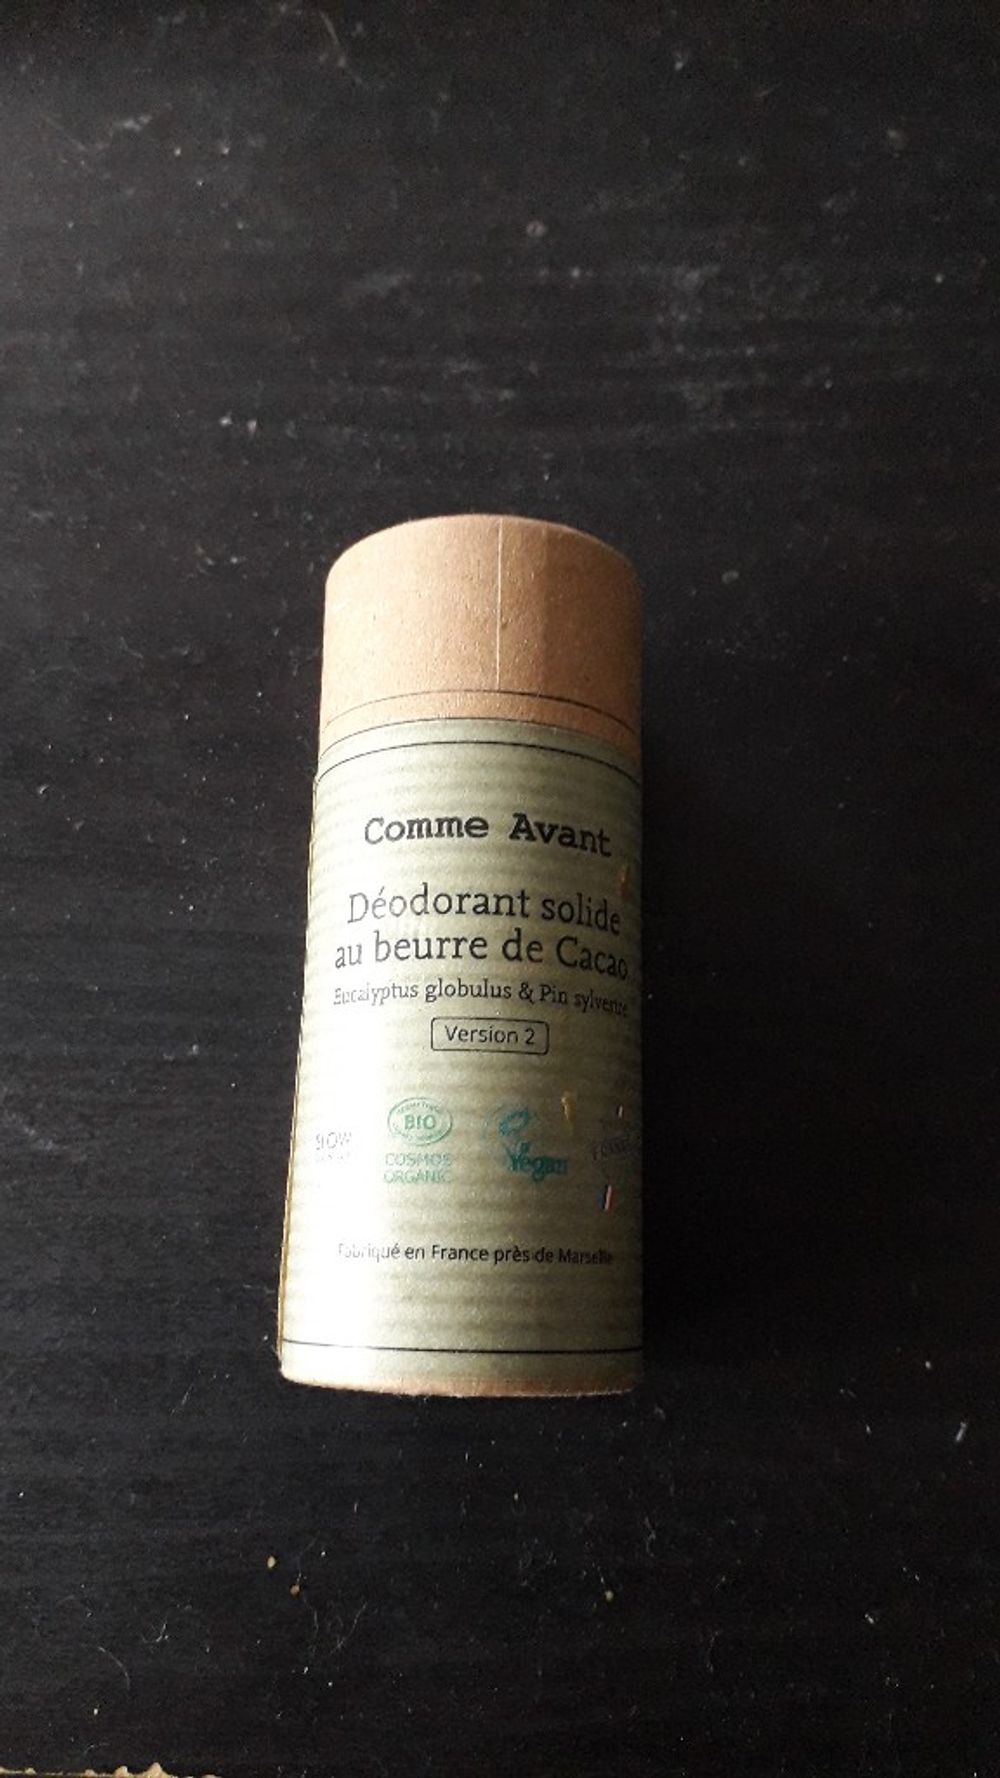 Comme Avant
Déodorant solide
au beurre de Cacao
Eucalyptus globulus & Pin sylvestre
Version 2
BIO
COSMOS
ORGANIC
Vegan
Fabriqué en France près de Marseille